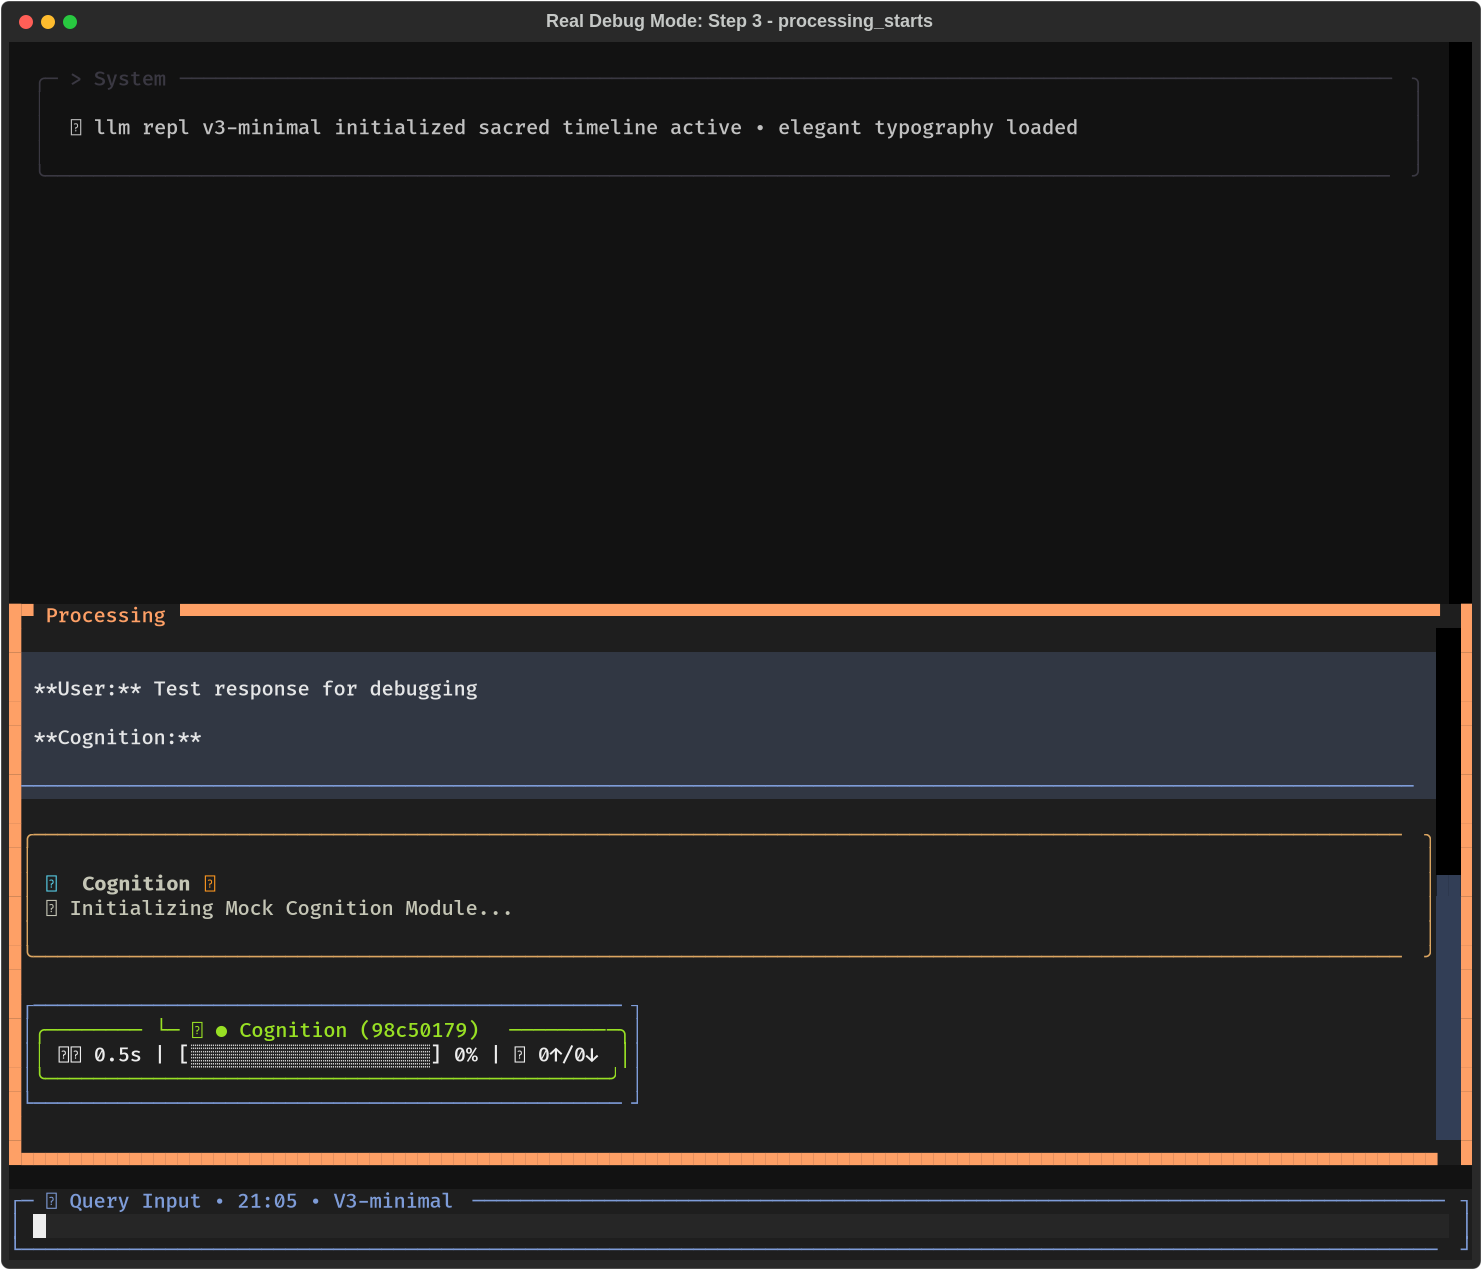 Real Debug Mode: Step 3 - processing_starts
> System
llm repl v3-minimal initialized sacred timeline active • elegant typography loaded
Processing
**User:** Test response for debugging
**Cognition:**
Cognition
Initializing Mock Cognition Module...
└─ ● Cognition (98c50179)
0.5s | [░░░░░░░░░░░░░░░░░░░░] 0% | 0↑/0↓
Query Input • 21:05 • V3-minimal